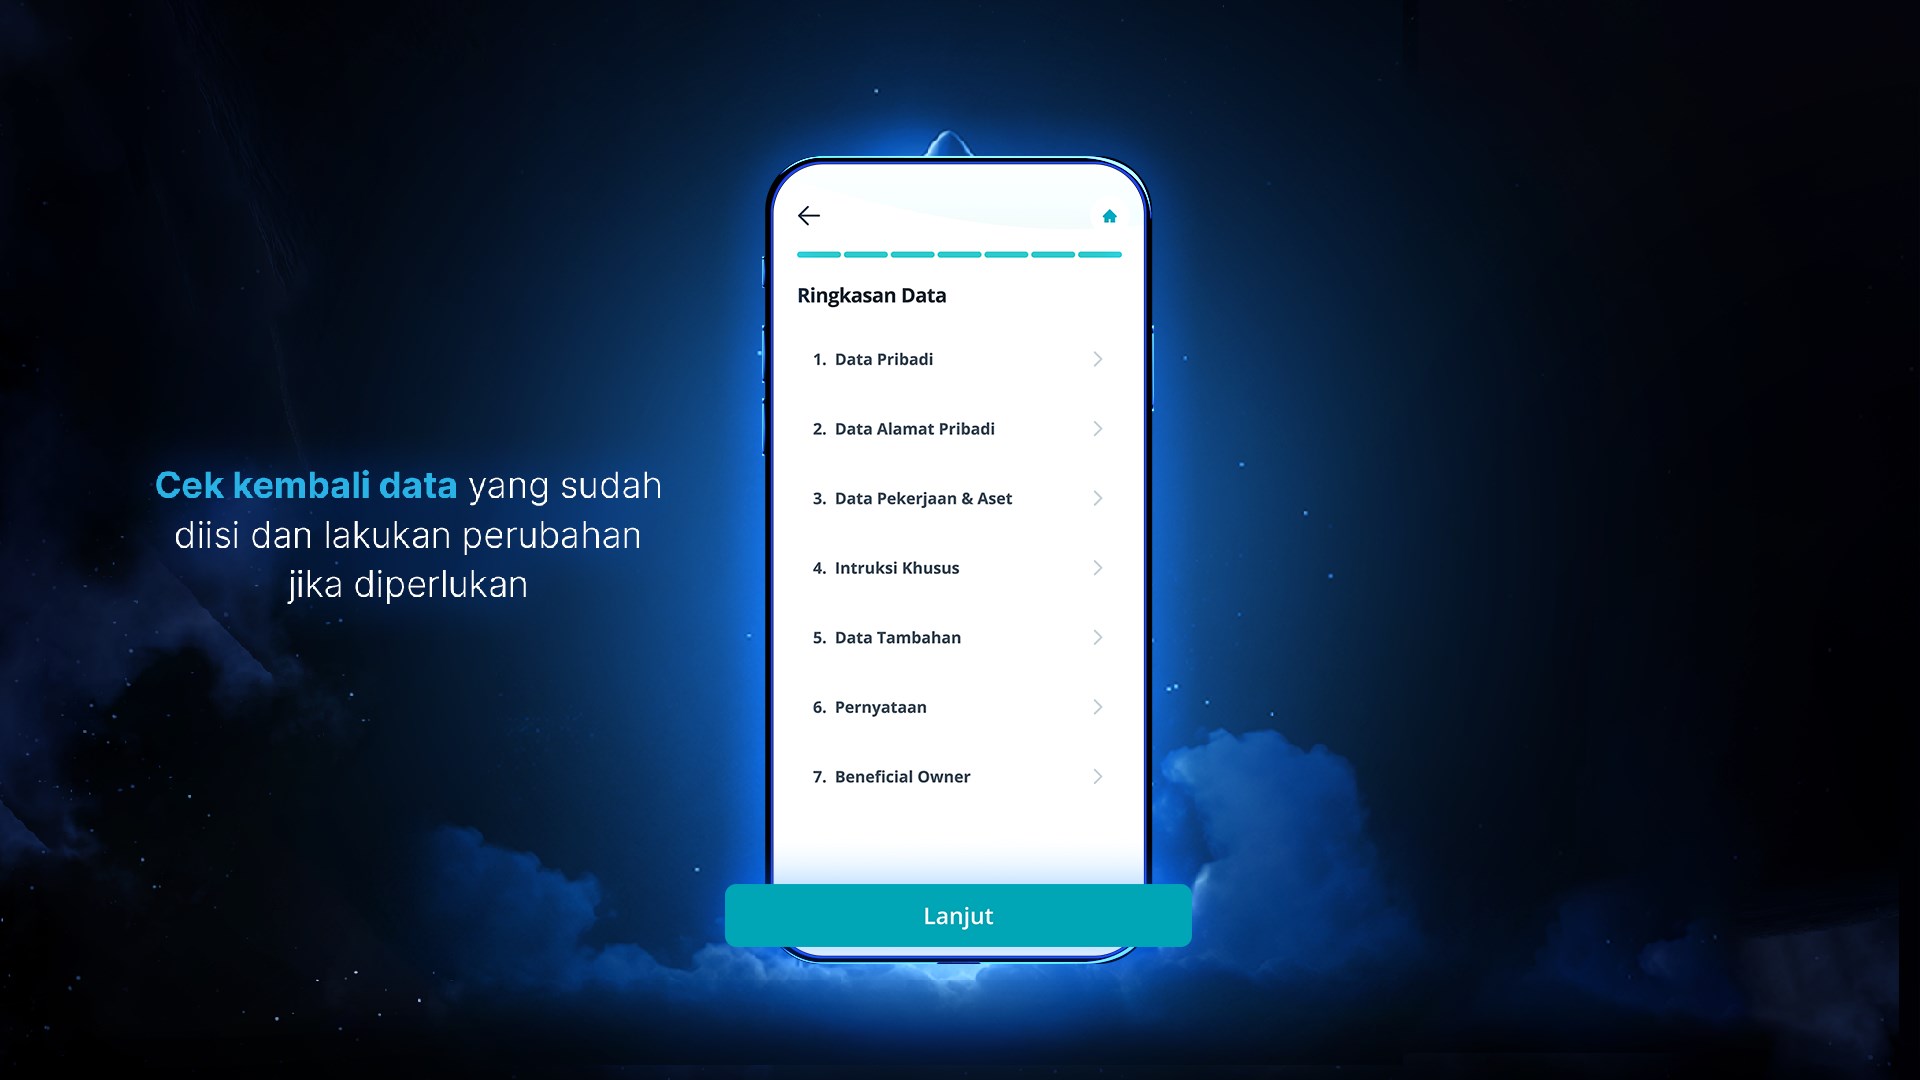 Cek kembali data yang sudah
diisi dan lakukan perubahan
jika diperlukan
Ringkasan Data
1. Data Pribadi
2. Data Alamat Pribadi
3. Data Pekerjaan & Aset
4. Intruksi Khusus
5. Data Tambahan
6. Pernyataan
7. Beneficial Owner
Lanjut